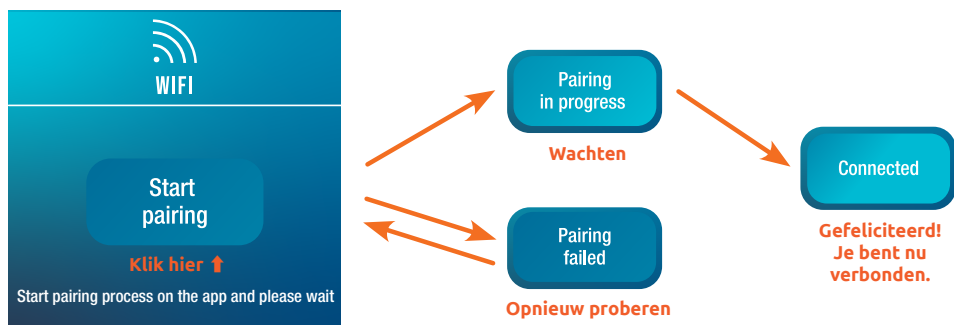 WIFI
Start
pairing
Klik hier
Start pairing process on the app and please wait
Pairing
in progress
Wachten
Pairing
failed
Opnieuw proberen
Connected
Gefeliciteerd!
Je bent nu
verbonden.